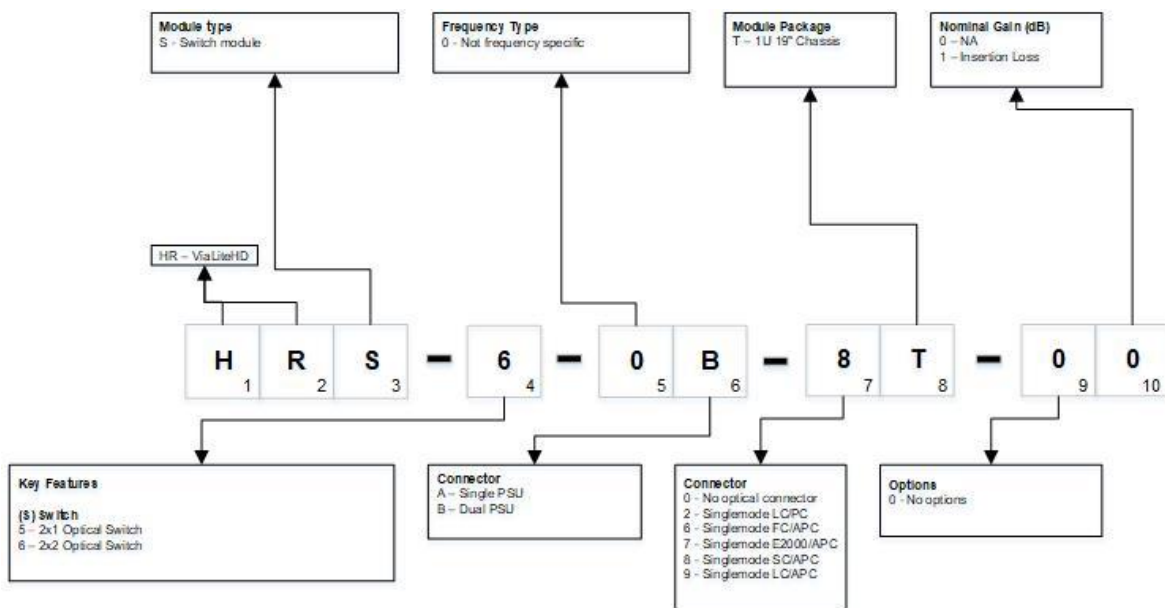 Module type
S - Switch module
Frequency Type
0 - Not frequency specific
Module Package
T – 1U 19" Chassis
Nominal Gain (dB)
0 – NA
1 – Insertion Loss
HR – ViaLiteHD
H R S - 6 - 0 B - 8 T - 0 0
1 2 3 4 5 6 7 8 9 10
Key Features
(S) Switch
5 – 2x1 Optical Switch
6 – 2x2 Optical Switch
Connector
A – Single PSU
B – Dual PSU
Connector
0 - No optical connector
2 - Singlemode LC/PC
6 - Singlemode FC/APC
7 - Singlemode E2000/APC
8 - Singlemode SC/APC
9 - Singlemode LC/APC
Options
0 - No options